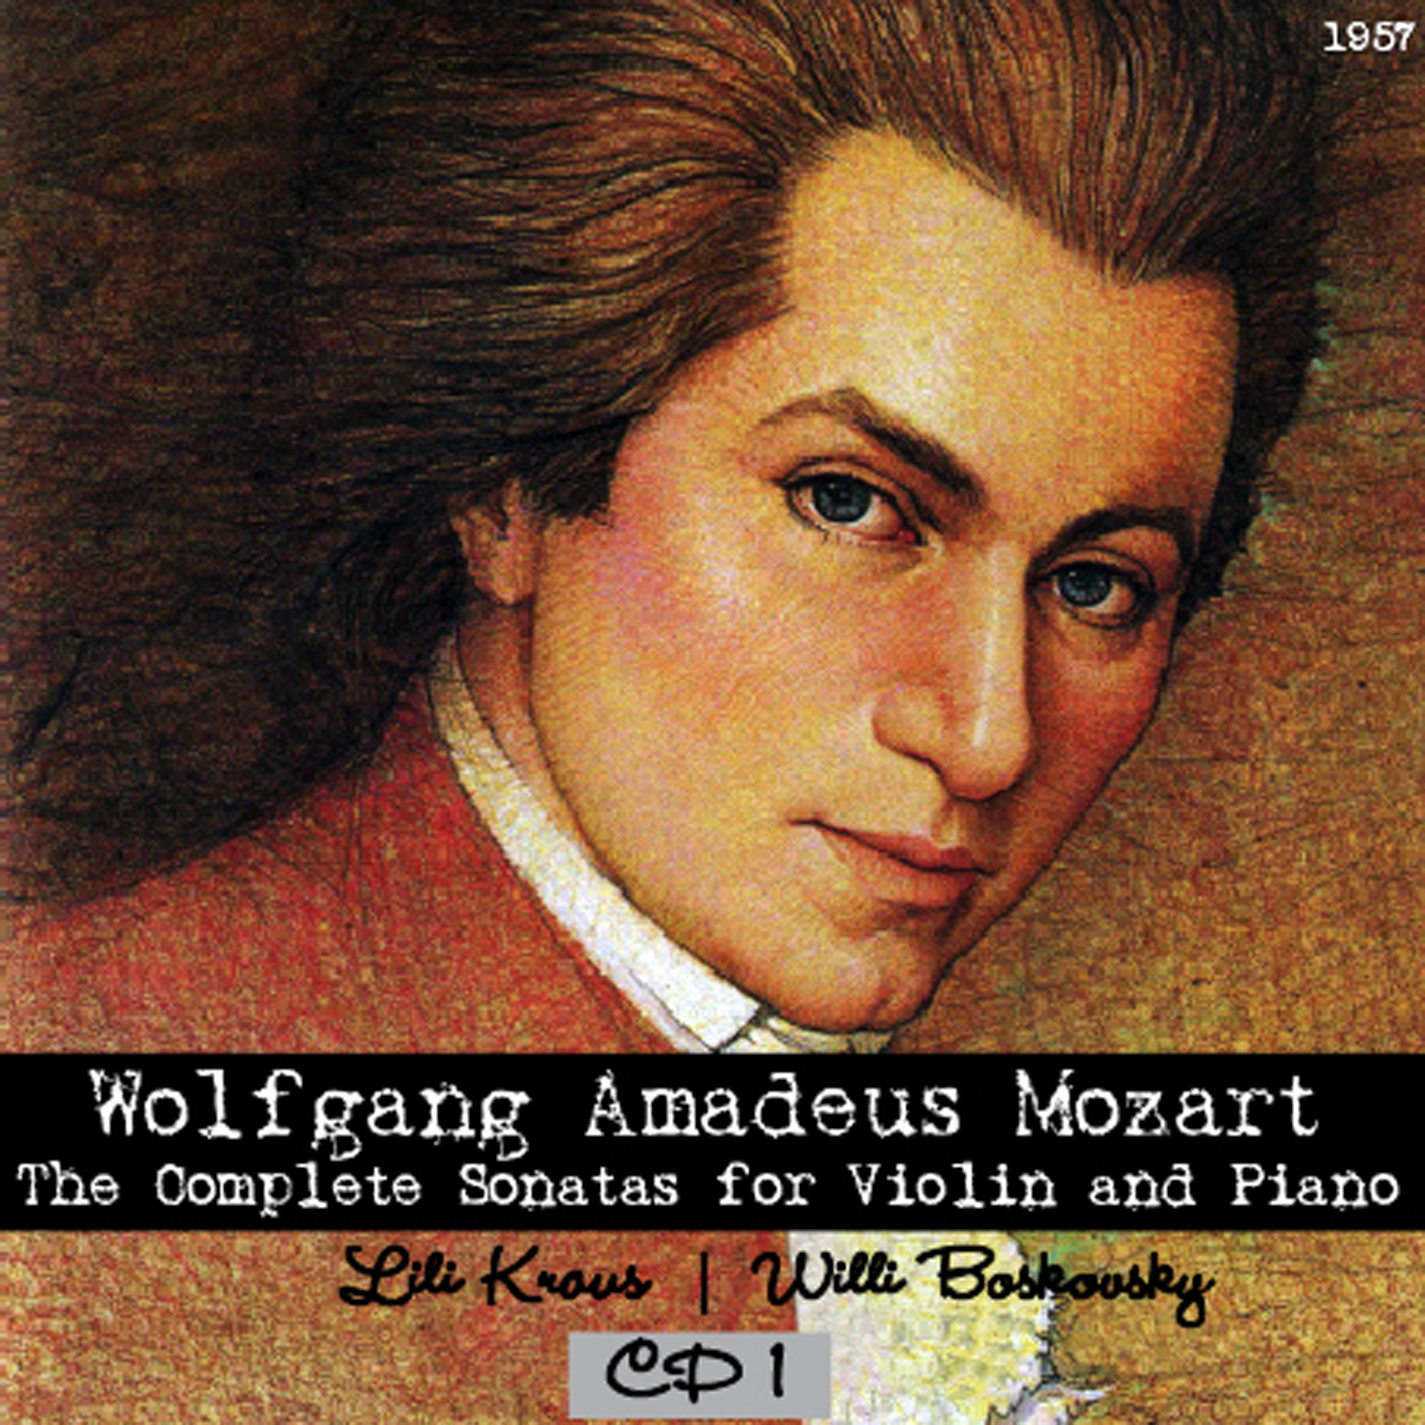 1957
Wolfgang Amadeus Mozart
The Complete Sonatas for Violin and Piano
Lili Kraus | Willi Boskovsky
CD 1